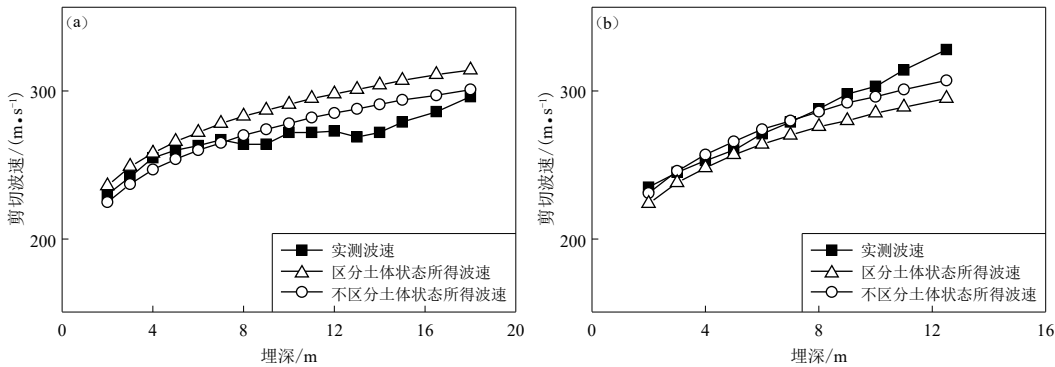 (a)
300
200
剪切波速/(m•s⁻¹)
实测波速
区分土体状态所得波速
不区分土体状态所得波速
0 4 8 12 16 20
埋深/m
(b)
300
200
剪切波速/(m•s⁻¹)
实测波速
区分土体状态所得波速
不区分土体状态所得波速
0 4 8 12 16
埋深/m